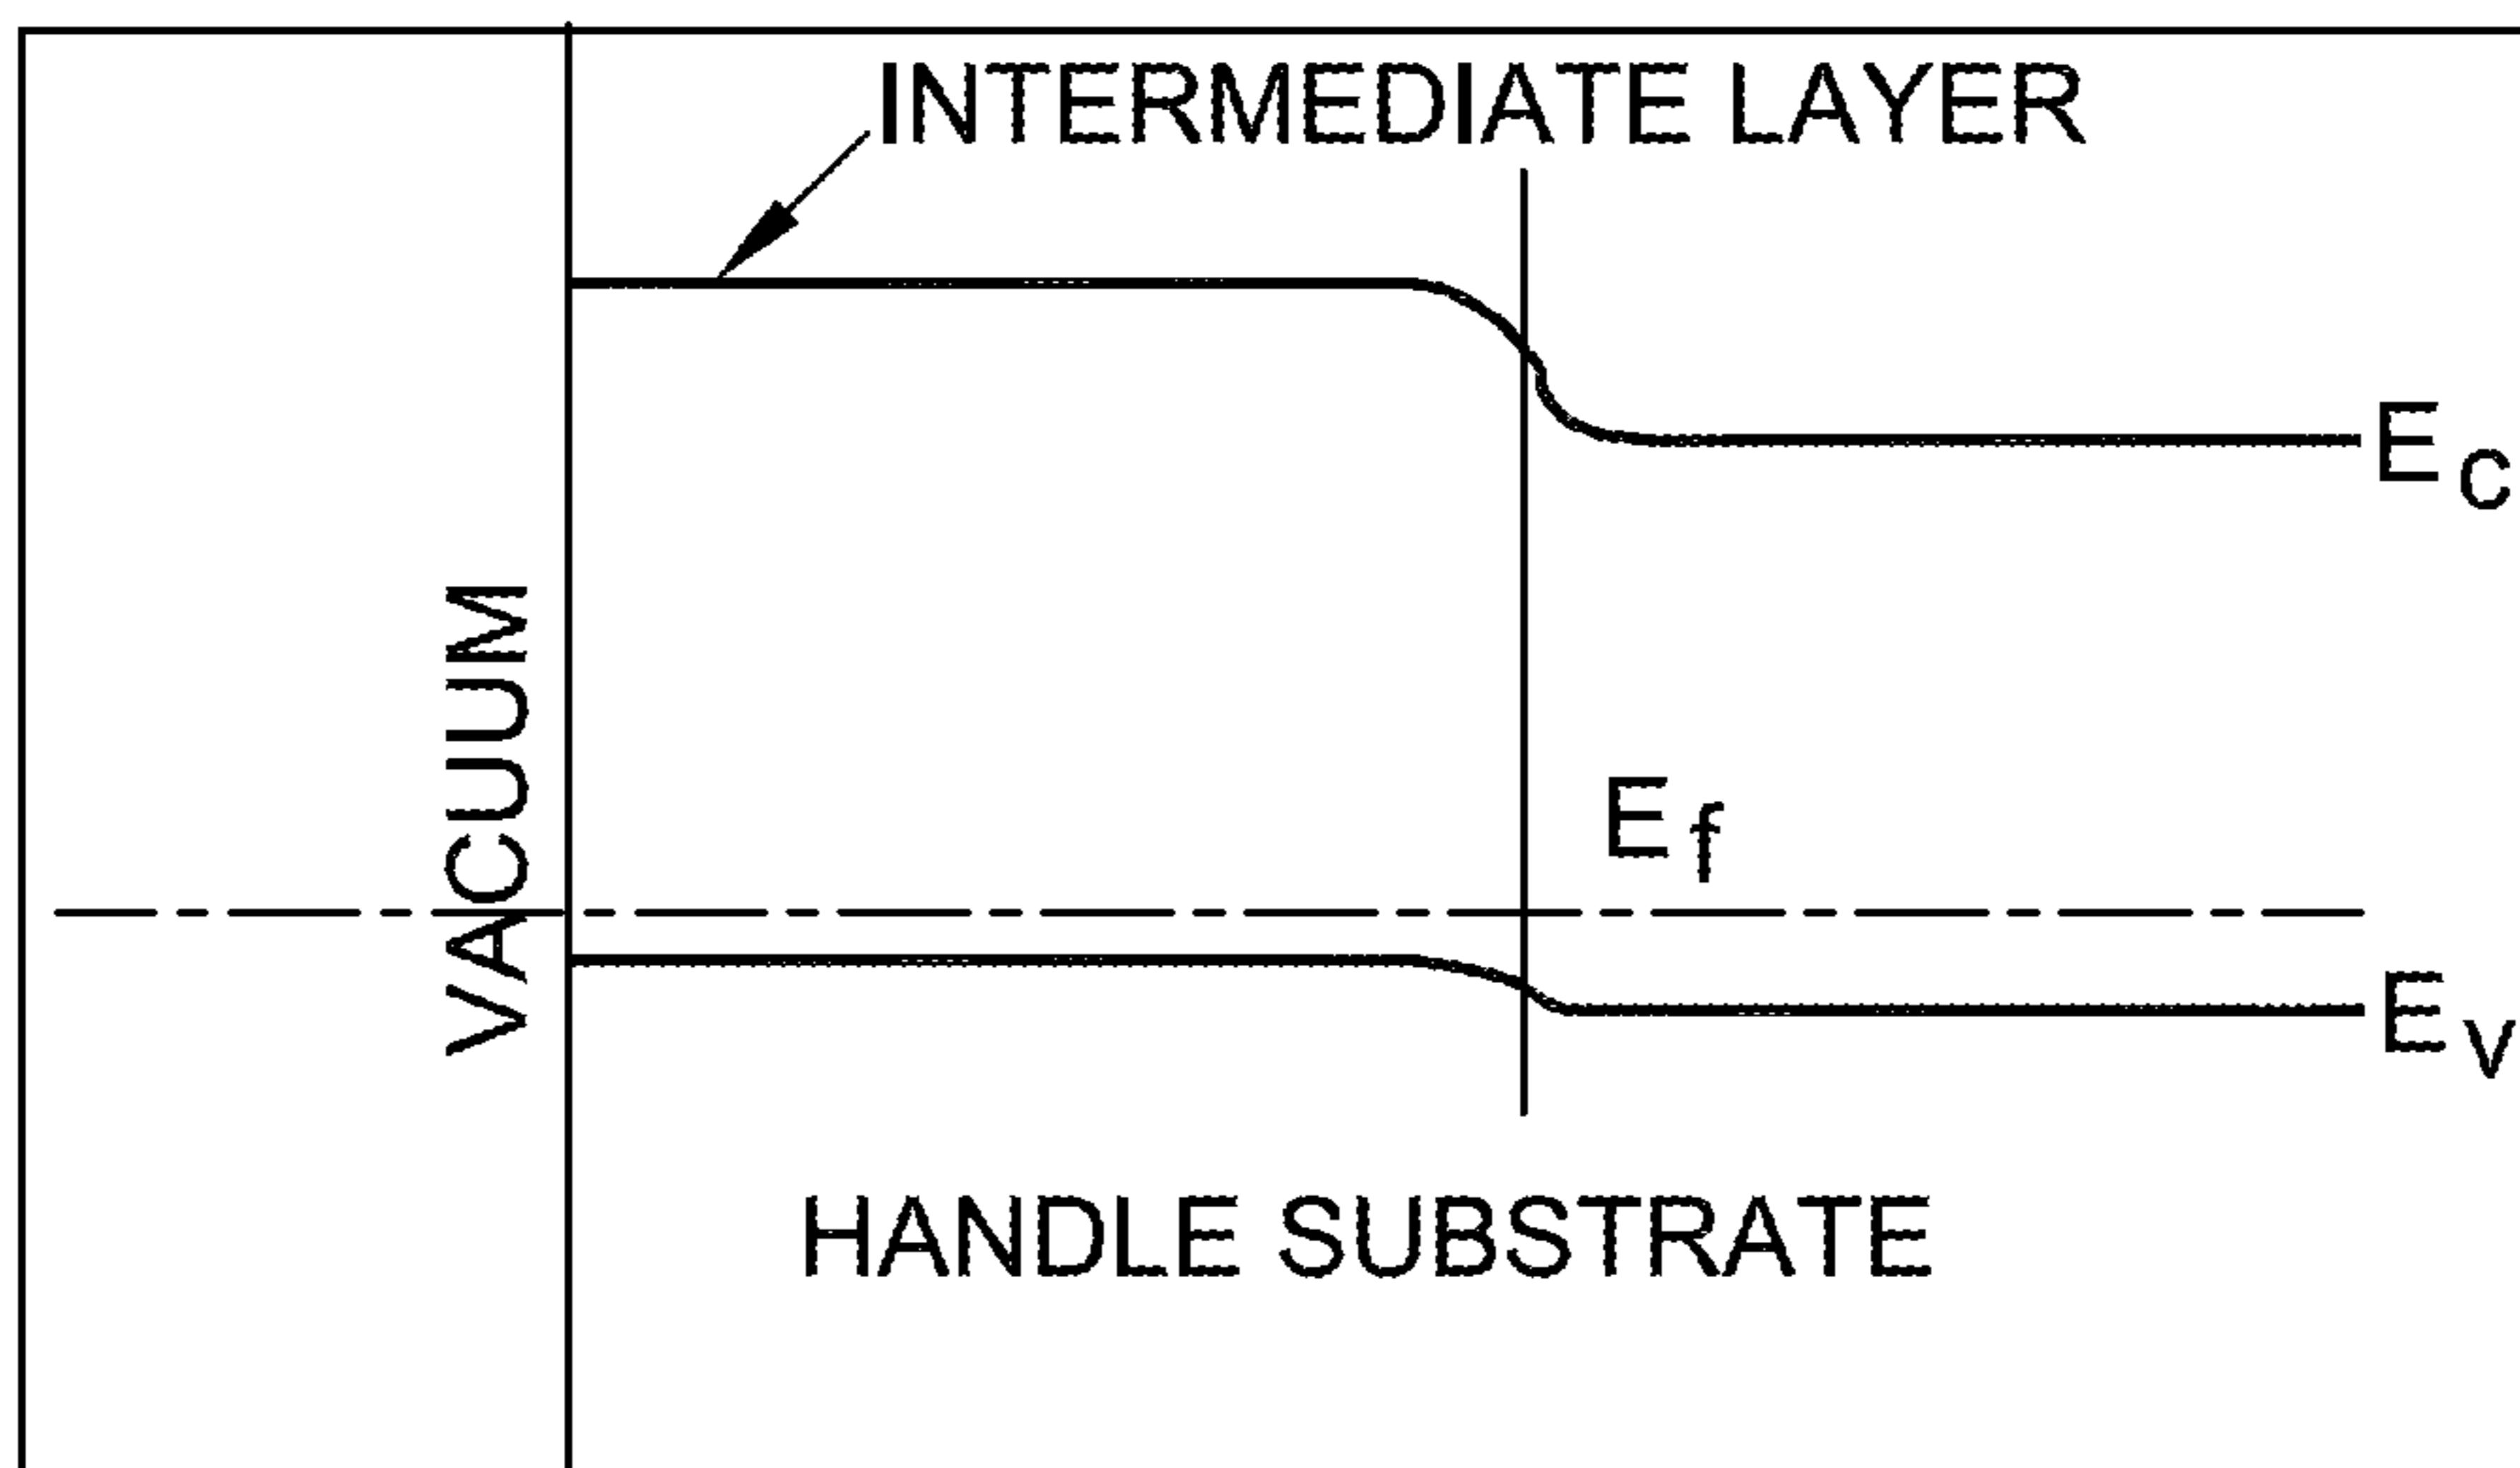 INTERMEDIATE LAYER
VACUUM
Ec
Ef
Ev
HANDLE SUBSTRATE